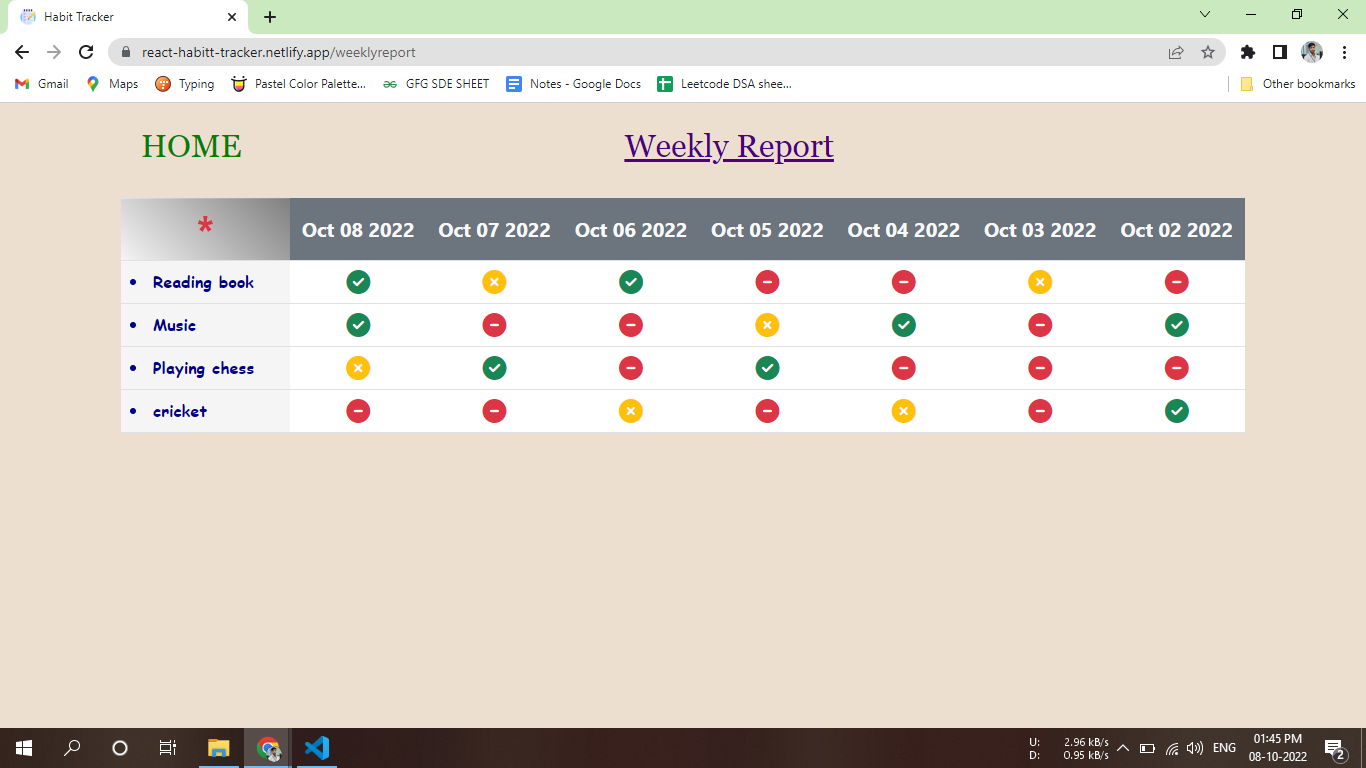 Habit Tracker
react-habitt-tracker.netlify.app/weeklyreport
Gmail Maps Typing Pastel Color Palette... GFG SDE SHEET Notes - Google Docs Leetcode DSA shee... Other bookmarks
HOME Weekly Report
* Oct 08 2022 Oct 07 2022 Oct 06 2022 Oct 05 2022 Oct 04 2022 Oct 03 2022 Oct 02 2022
• Reading book
• Music
• Playing chess
• cricket
U: 2.96 kB/s
D: 0.95 kB/s
ENG
01:45 PM
08-10-2022
2